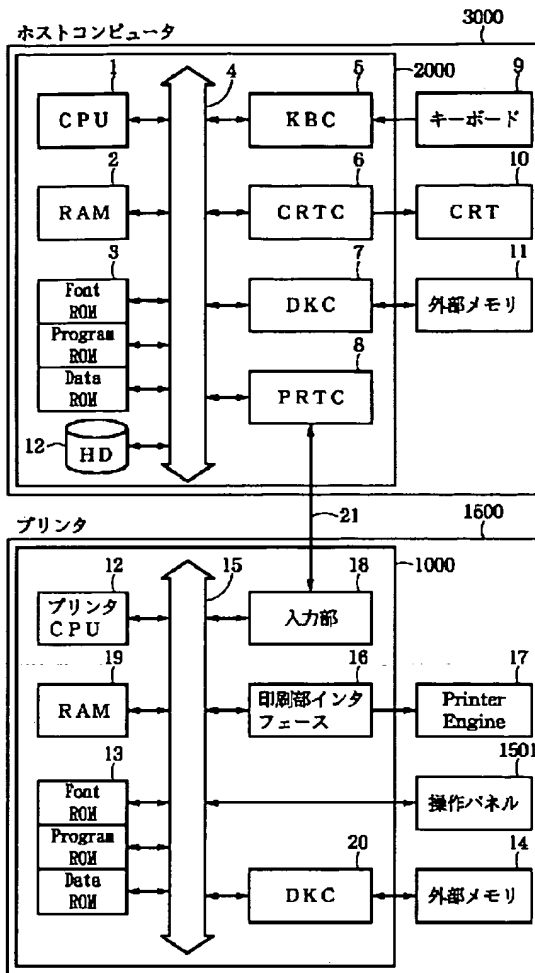 ホストコンピュータ
3000
2000
1
CPU
4
5
KBC
9
キーボード
2
RAM
6
CRTC
10
CRT
3
Font
ROM
Program
ROM
Data
ROM
7
DKC
11
外部メモリ
8
PRTC
12
HD
21
プリンタ
1600
1000
12
プリンタ
CPU
15
18
入力部
19
RAM
16
印刷部インタ
フェース
17
Printer
Engine
13
Font
ROM
Program
ROM
Data
ROM
1501
操作パネル
20
DKC
14
外部メモリ